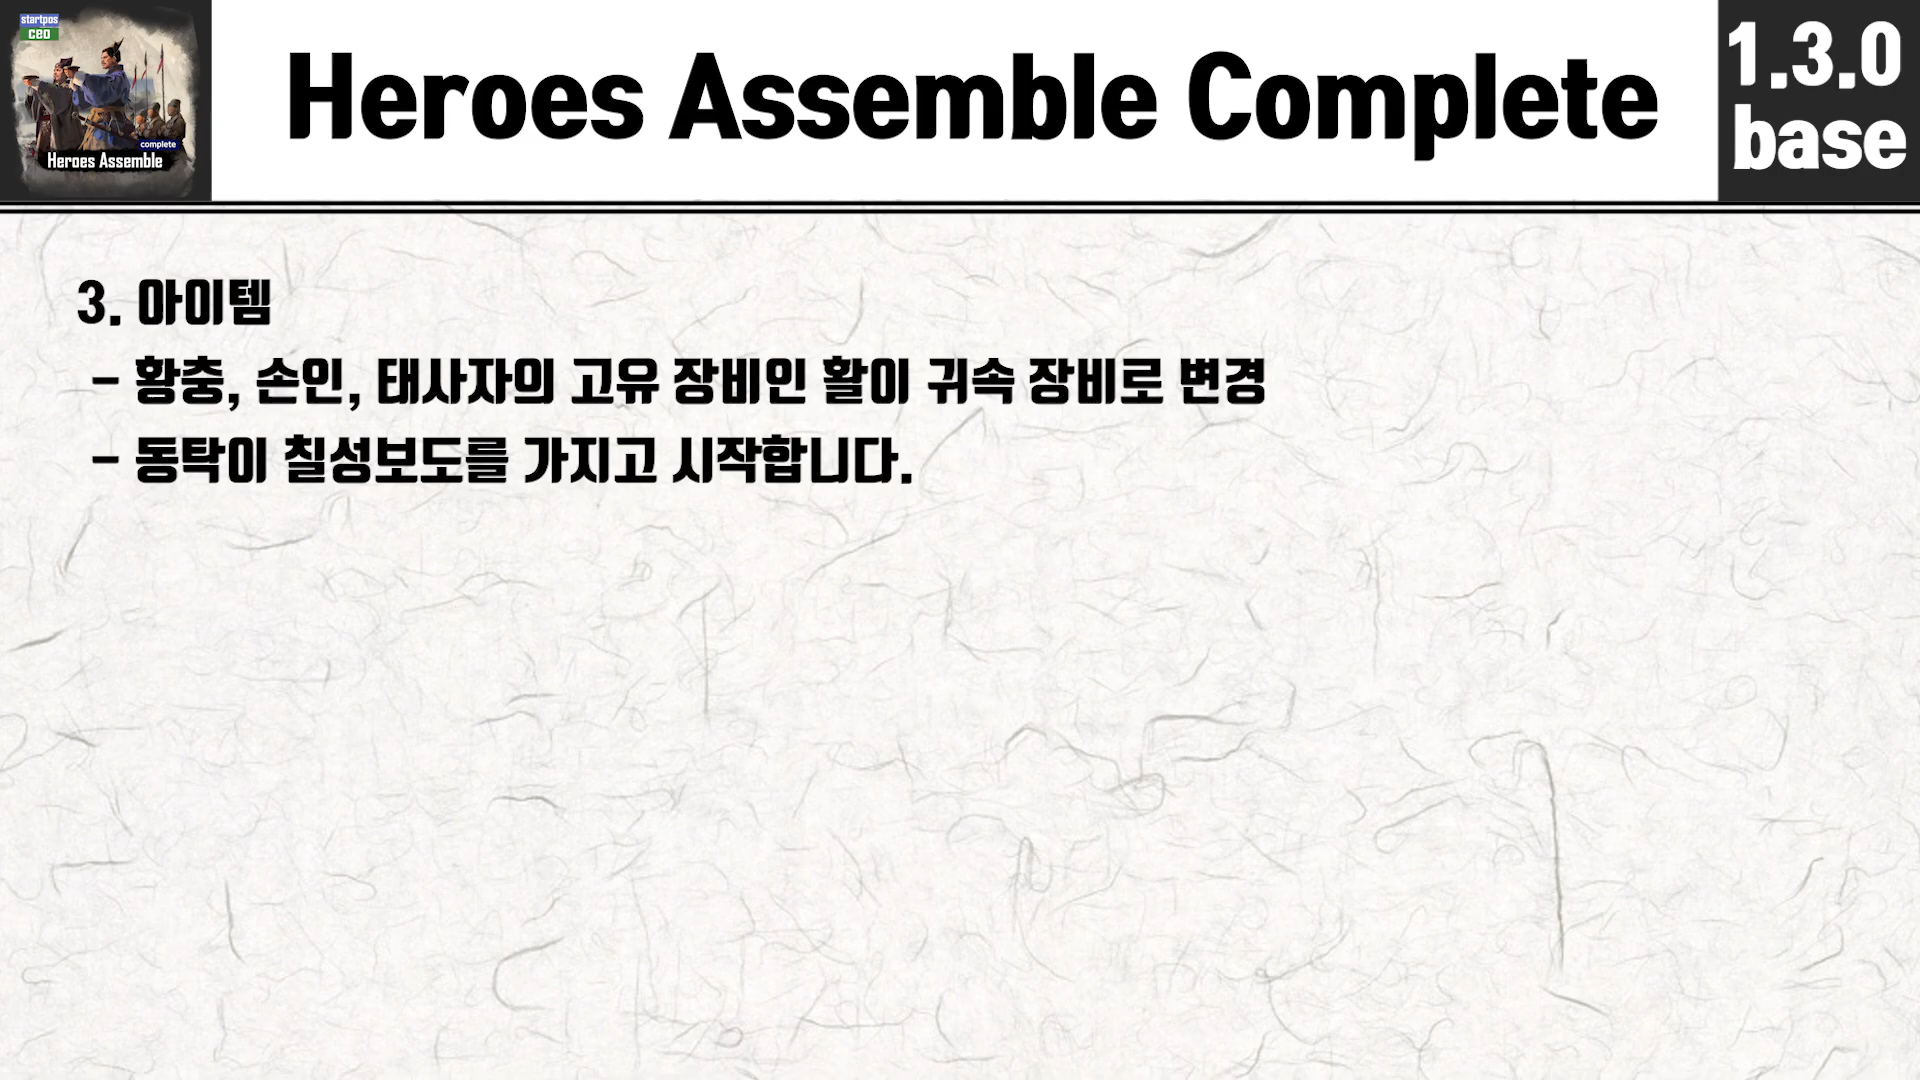 startpos
ceo
complete
Heroes Assemble
Heroes Assemble Complete
1.3.0
base
3. 아이템
- 황충, 손인, 태사자의 고유 장비인 활이 귀속 장비로 변경
- 동탁이 칠성보도를 가지고 시작합니다.